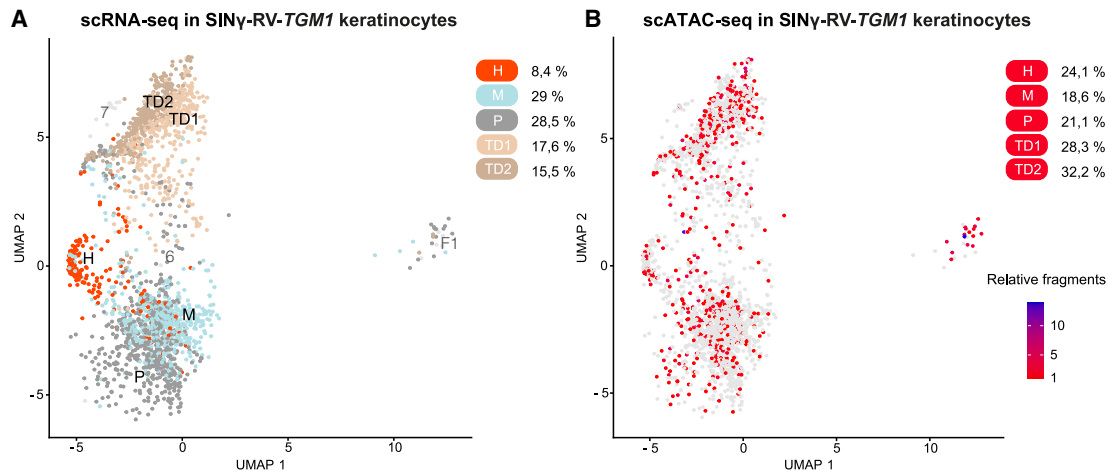 A
scRNA-seq in SINγ-RV-TGM1 keratinocytes
UMAP 2
5
0
-5
-5
0
5
10
UMAP 1
7
TD2
TD1
H
6
M
P
F1
H 8,4 %
M 29 %
P 28,5 %
TD1 17,6 %
TD2 15,5 %
B
scATAC-seq in SINγ-RV-TGM1 keratinocytes
UMAP 2
5
0
-5
-5
0
5
10
UMAP 1
H 24,1 %
M 18,6 %
P 21,1 %
TD1 28,3 %
TD2 32,2 %
Relative fragments
10
5
1